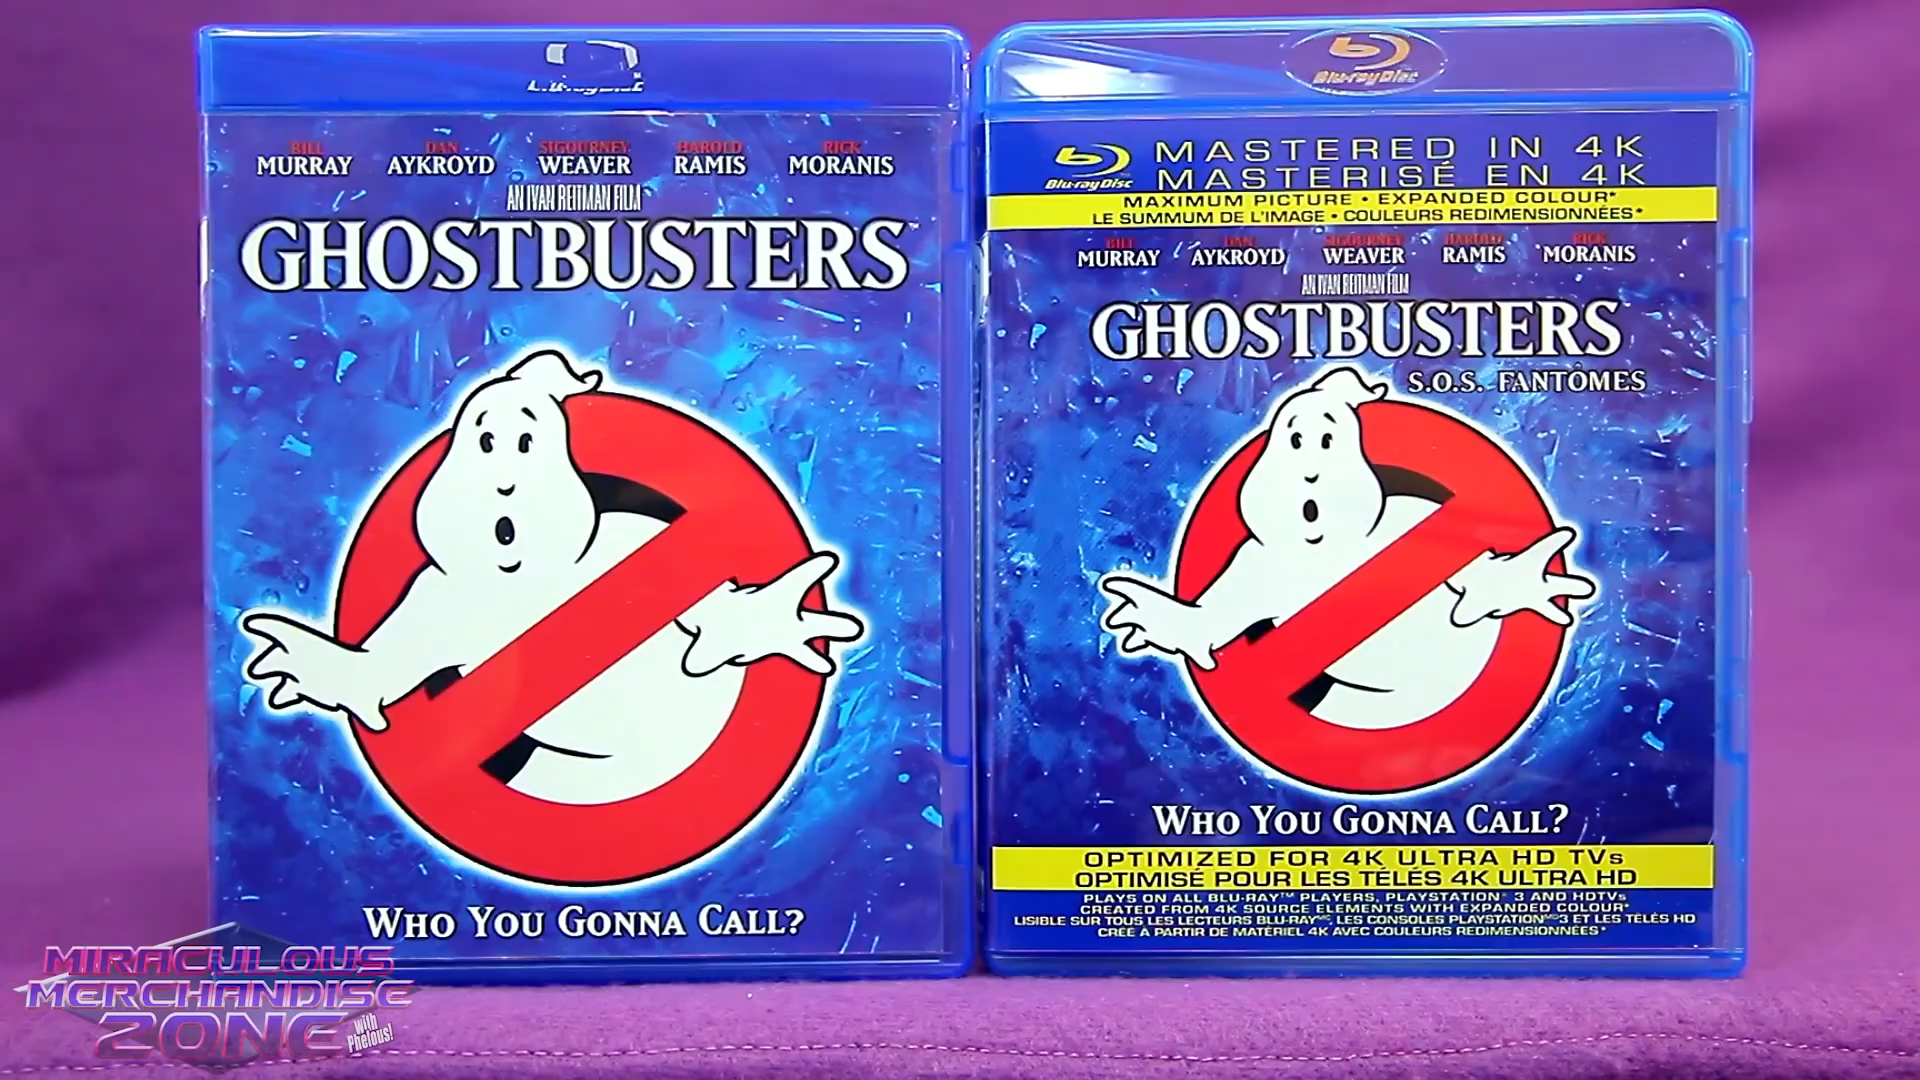 BILL DAN SIGOURNEY HAROLD RICK
MURRAY AYKROYD WEAVER RAMIS MORANIS
AN IVAN REITMAN FILM
GHOSTBUSTERS™
WHO YOU GONNA CALL?
Blu-ray Disc
Blu-ray Disc
MASTERED IN 4K
MASTERISÉ EN 4K
MAXIMUM PICTURE • EXPANDED COLOUR*
LE SUMMUM DE L'IMAGE • COULEURS REDIMENSIONNÉES*
BILL DAN SIGOURNEY HAROLD RICK
MURRAY AYKROYD WEAVER RAMIS MORANIS
AN IVAN REITMAN FILM
GHOSTBUSTERS
S.O.S. FANTÔMES
WHO YOU GONNA CALL?
OPTIMIZED FOR 4K ULTRA HD TVs
OPTIMISÉ POUR LES TÉLÉS 4K ULTRA HD
PLAYS ON ALL BLU-RAY™ PLAYERS, PLAYSTATION® 3 AND HDTVs
CREATED FROM 4K SOURCE ELEMENTS WITH EXPANDED COLOUR*
LISIBLE SUR TOUS LES LECTEURS BLU-RAYᴹᶜ, LES CONSOLES PLAYSTATIONᴹᴰ3 ET LES TÉLÉS HD
CRÉÉ À PARTIR DE MATÉRIEL 4K AVEC COULEURS REDIMENSIONNÉES*
MIRACULOUS
MERCHANDISE
ZONE
with
Phelous!